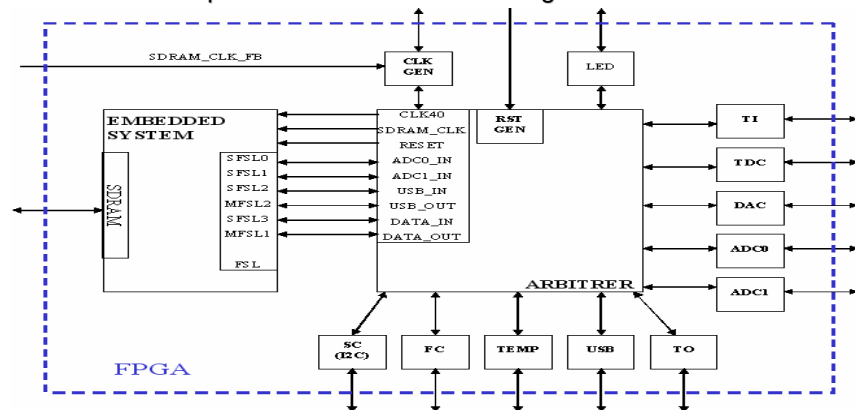 SDRAM_CLK_FB
CLK
GEN
LED
EMBEDDED
SYSTEM
SDRAM
SFSL0
SFSL1
SFSL2
MFSL2
SFSL3
MFSL1
FSL
CLK40
SDRAM_CLK
RESET
ADC0_IN
ADC1_IN
USB_IN
USB_OUT
DATA_IN
DATA_OUT
RST
GEN
ARBITRER
TI
TDC
DAC
ADC0
ADC1
SC
(I2C)
FC
TEMP
USB
TO
FPGA